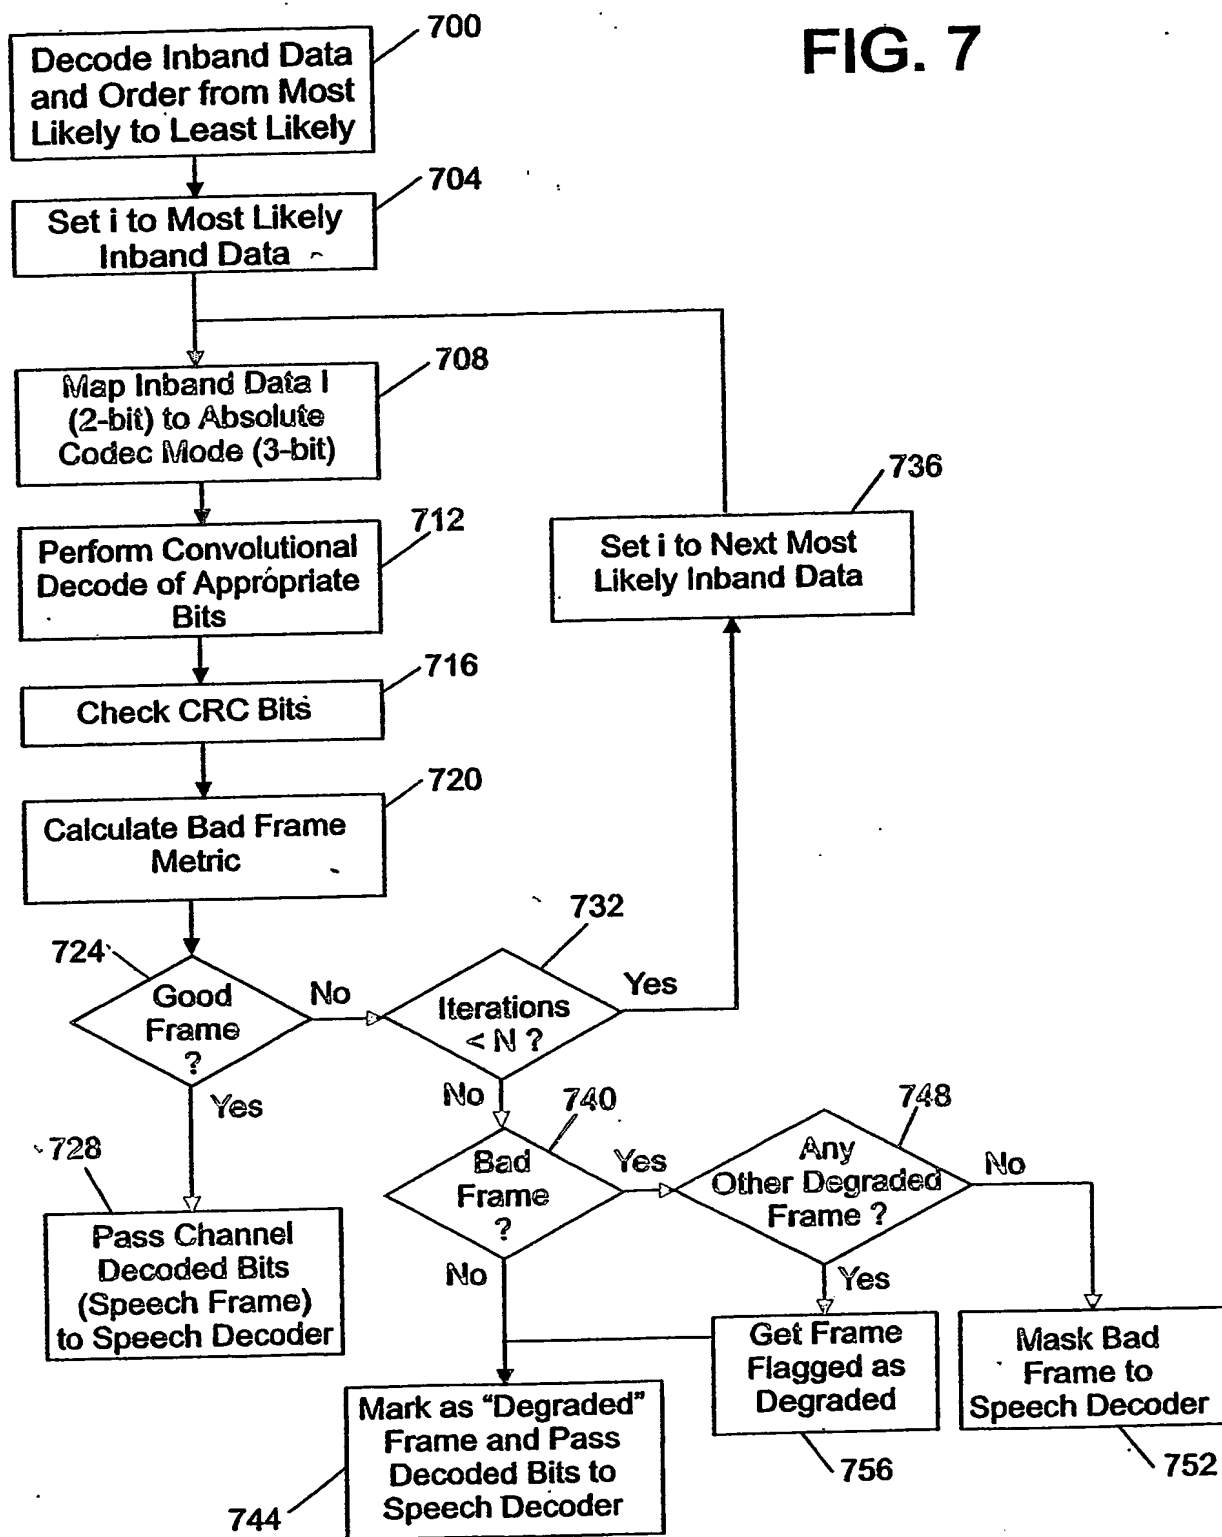 FIG. 7
700
Decode Inband Data
and Order from Most
Likely to Least Likely
704
Set i to Most Likely
Inband Data
708
Map Inband Data I
(2-bit) to Absolute
Codec Mode (3-bit)
736
Set i to Next Most
Likely Inband Data
712
Perform Convolutional
Decode of Appropriate
Bits
716
Check CRC Bits
720
Calculate Bad Frame
Metric
724
Good
Frame
?
No
732
Iterations
< N ?
Yes
Yes
No
728
Pass Channel
Decoded Bits
(Speech Frame)
to Speech Decoder
740
Bad
Frame
?
Yes
748
Any
Other Degraded
Frame ?
No
No
Yes
Get Frame
Flagged as
Degraded
756
Mask Bad
Frame to
Speech Decoder
752
Mark as “Degraded”
Frame and Pass
Decoded Bits to
Speech Decoder
744